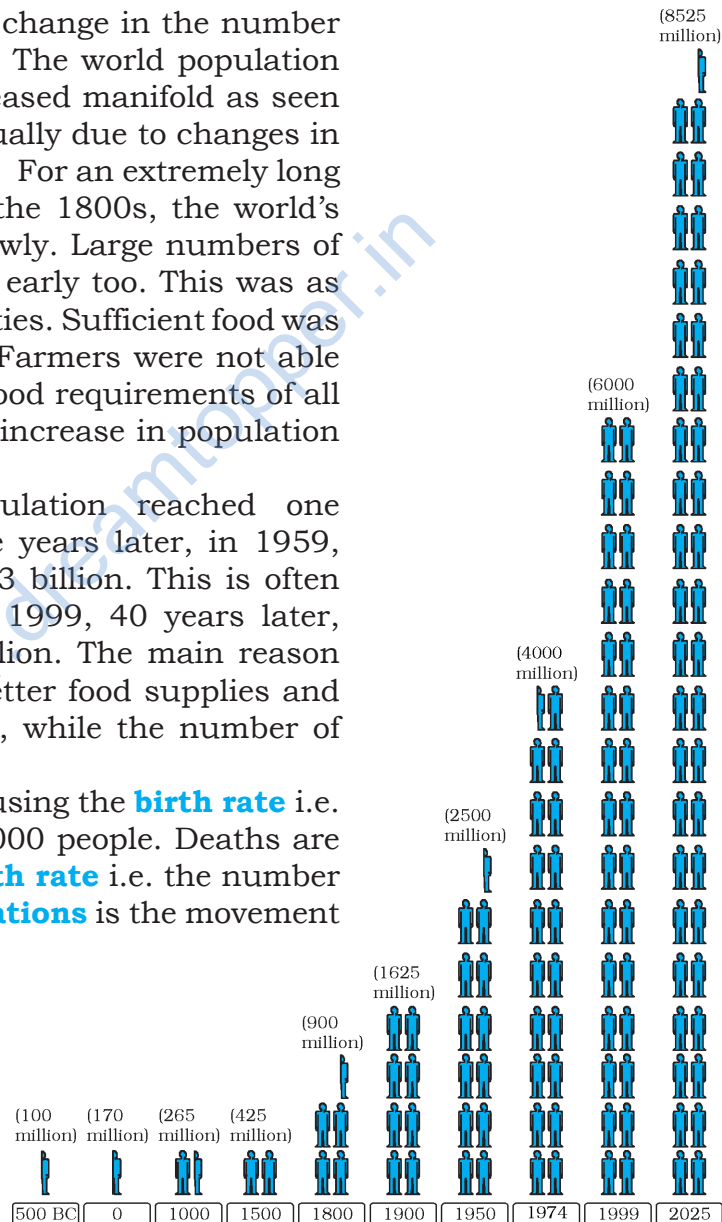 change in the number
The world population
eased manifold as seen
ually due to changes in
For an extremely long
the 1800s, the world's
wly. Large numbers of
early too. This was as
ties. Sufficient food was
Farmers were not able
ood requirements of all
increase in population
ulation reached one
e years later, in 1959,
3 billion. This is often
1999, 40 years later,
lion. The main reason
etter food supplies and
, while the number of
using the birth rate i.e.
000 people. Deaths are
th rate i.e. the number
ations is the movement
dreamtopper.in
(100
million)
(170
million)
(265
million)
(425
million)
(900
million)
(1625
million)
(2500
million)
(4000
million)
(6000
million)
(8525
million)
500 BC 0 1000 1500 1800 1900 1950 1974 1999 2025